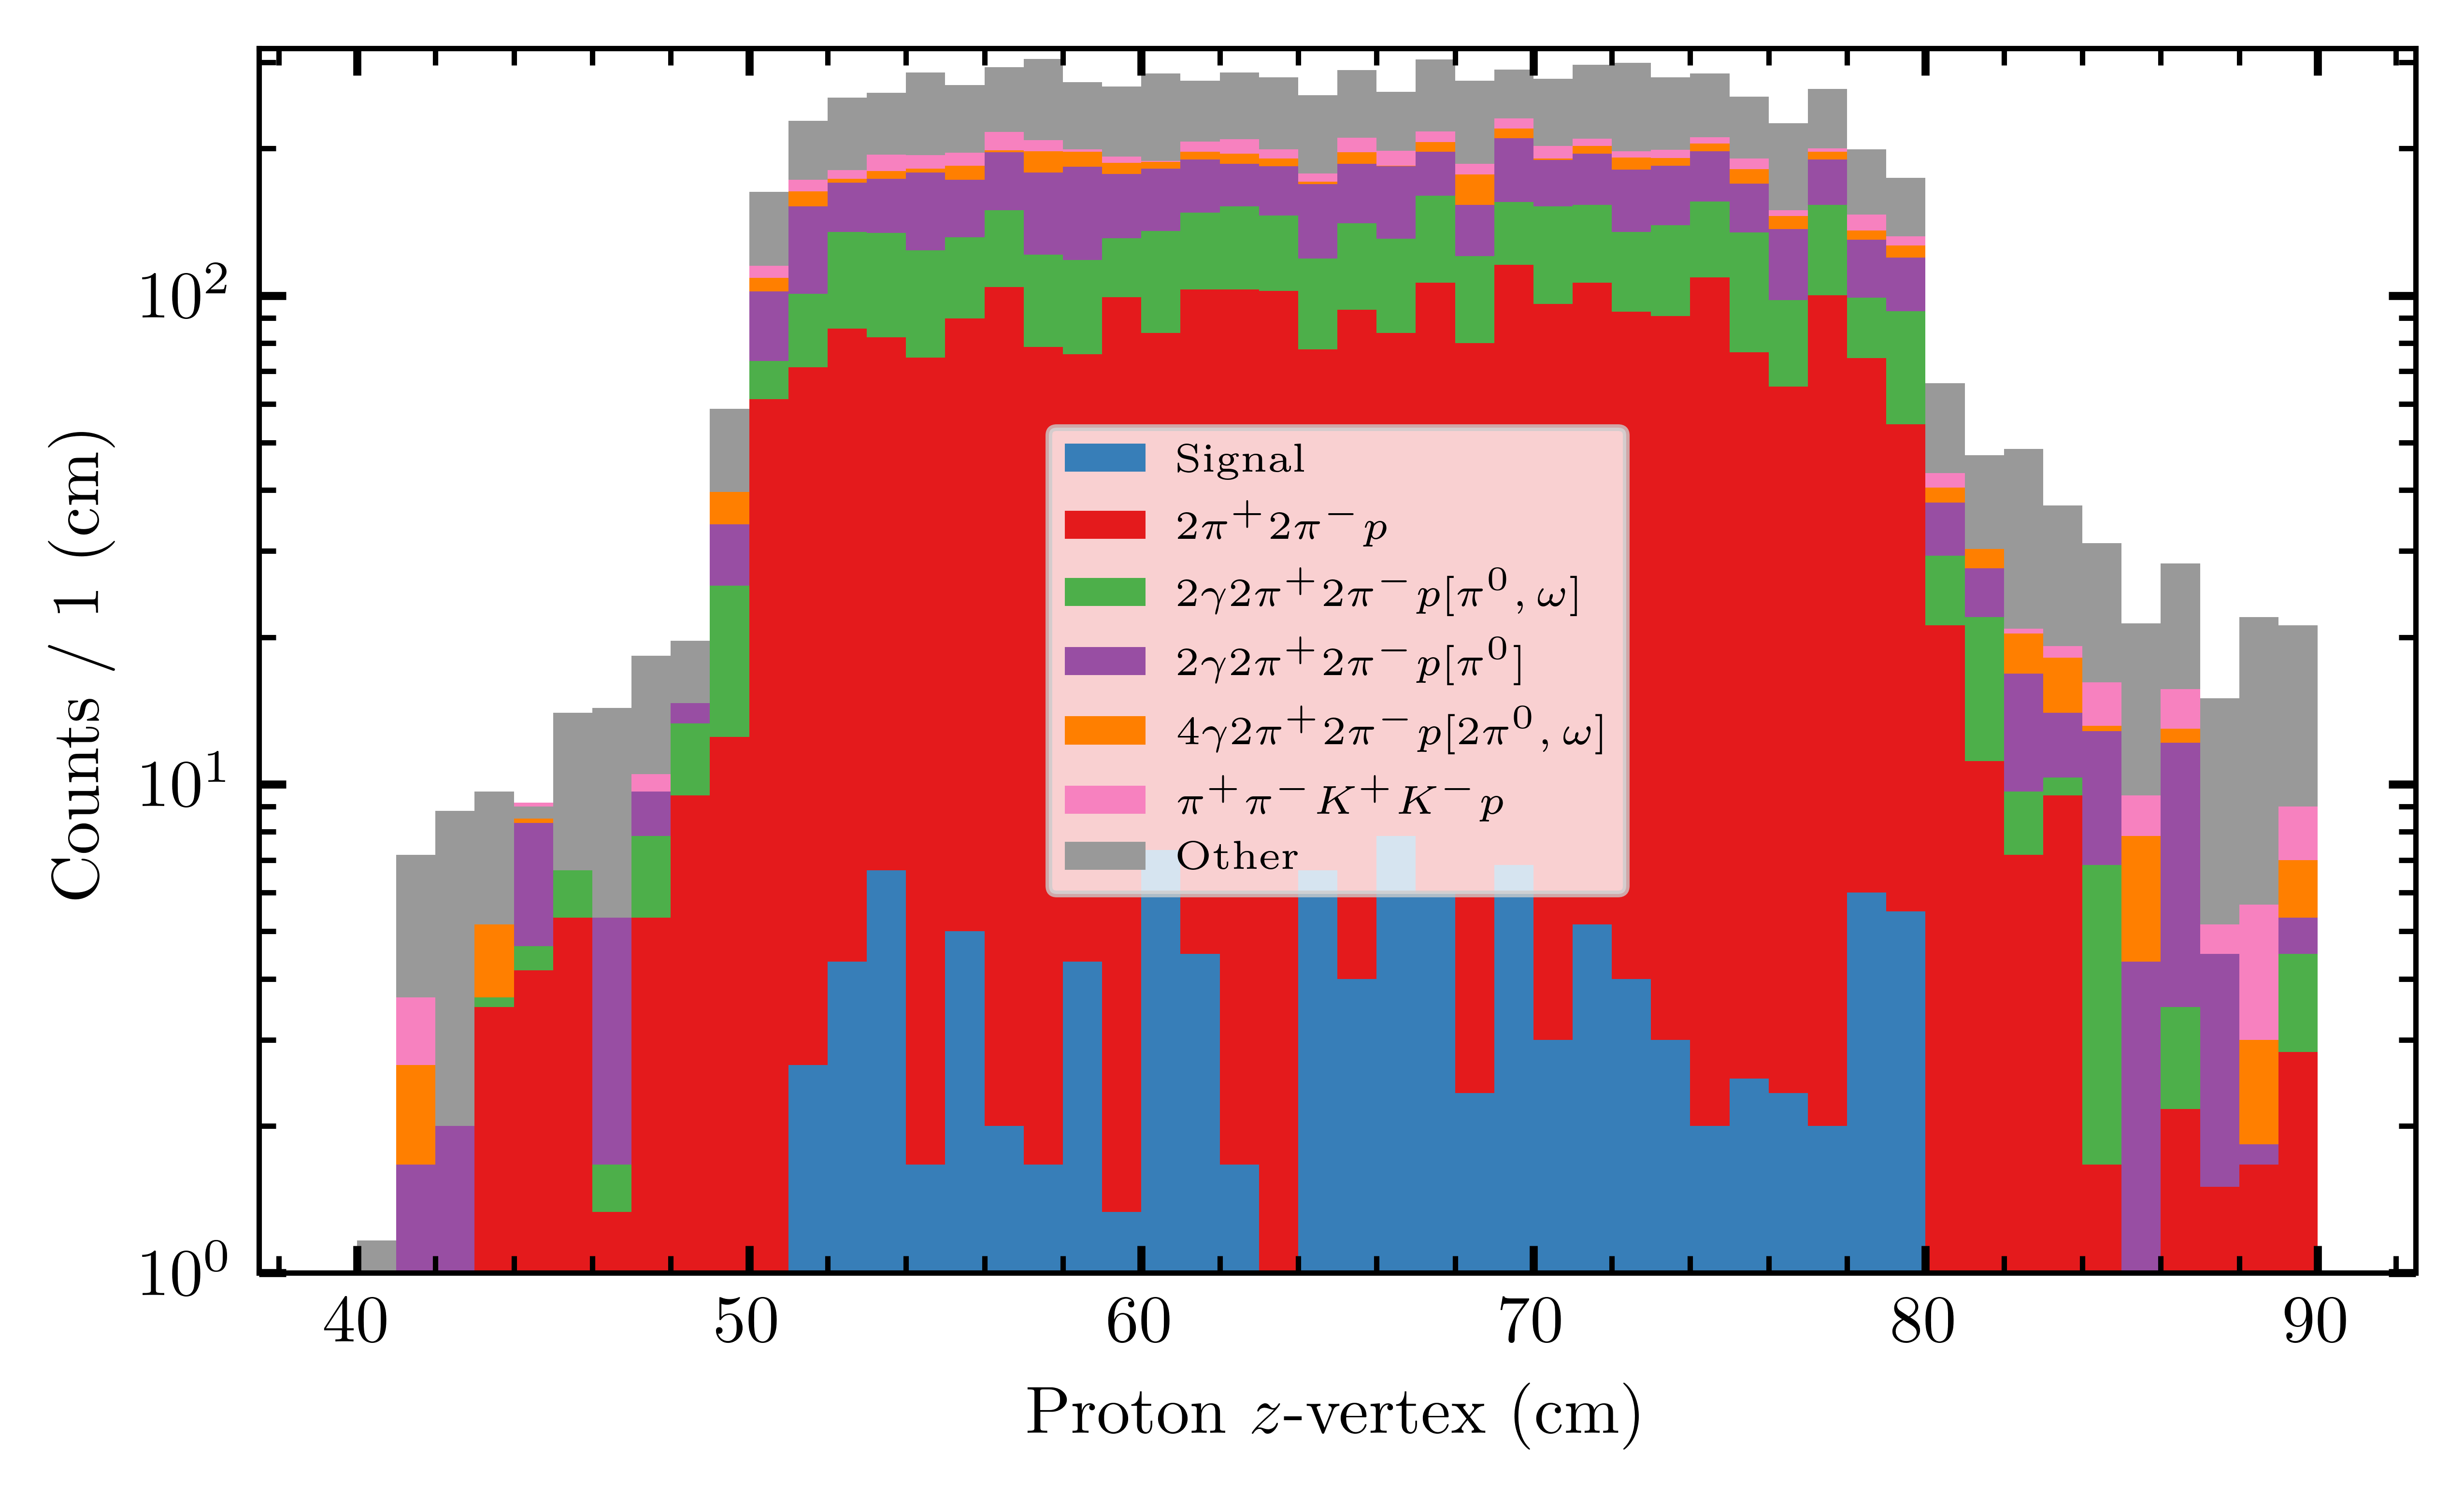 Counts / 1 (cm)
10²
10¹
10⁰
Signal
2π⁺2π⁻p
2γ2π⁺2π⁻p[π⁰, ω]
2γ2π⁺2π⁻p[π⁰]
4γ2π⁺2π⁻p[2π⁰, ω]
π⁺π⁻K⁺K⁻p
Other
40 50 60 70 80 90
Proton z-vertex (cm)